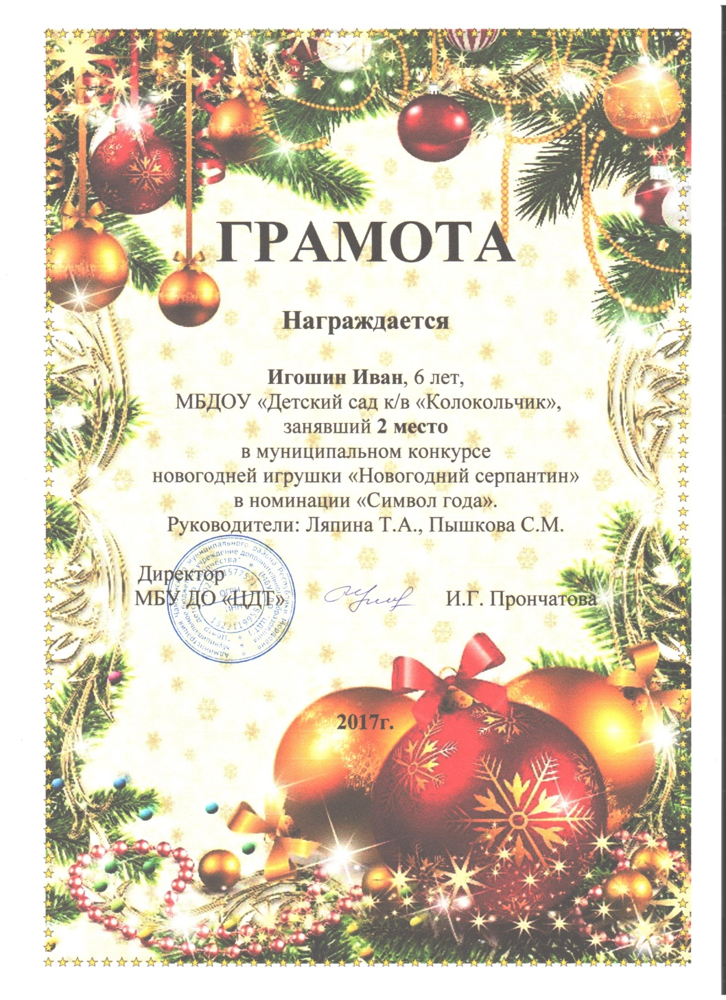 ГРАМОТА
Награждается
Игошин Иван, 6 лет,
МБДОУ «Детский сад к/в «Колокольчик»,
занявший 2 место
в муниципальном конкурсе
новогодней игрушки «Новогодний серпантин»
в номинации «Символ года».
Руководители: Ляпина Т.А., Пышкова С.М.
Директор
МБУ ДО «ЦДТ» И.Г. Прончатова
2017г.